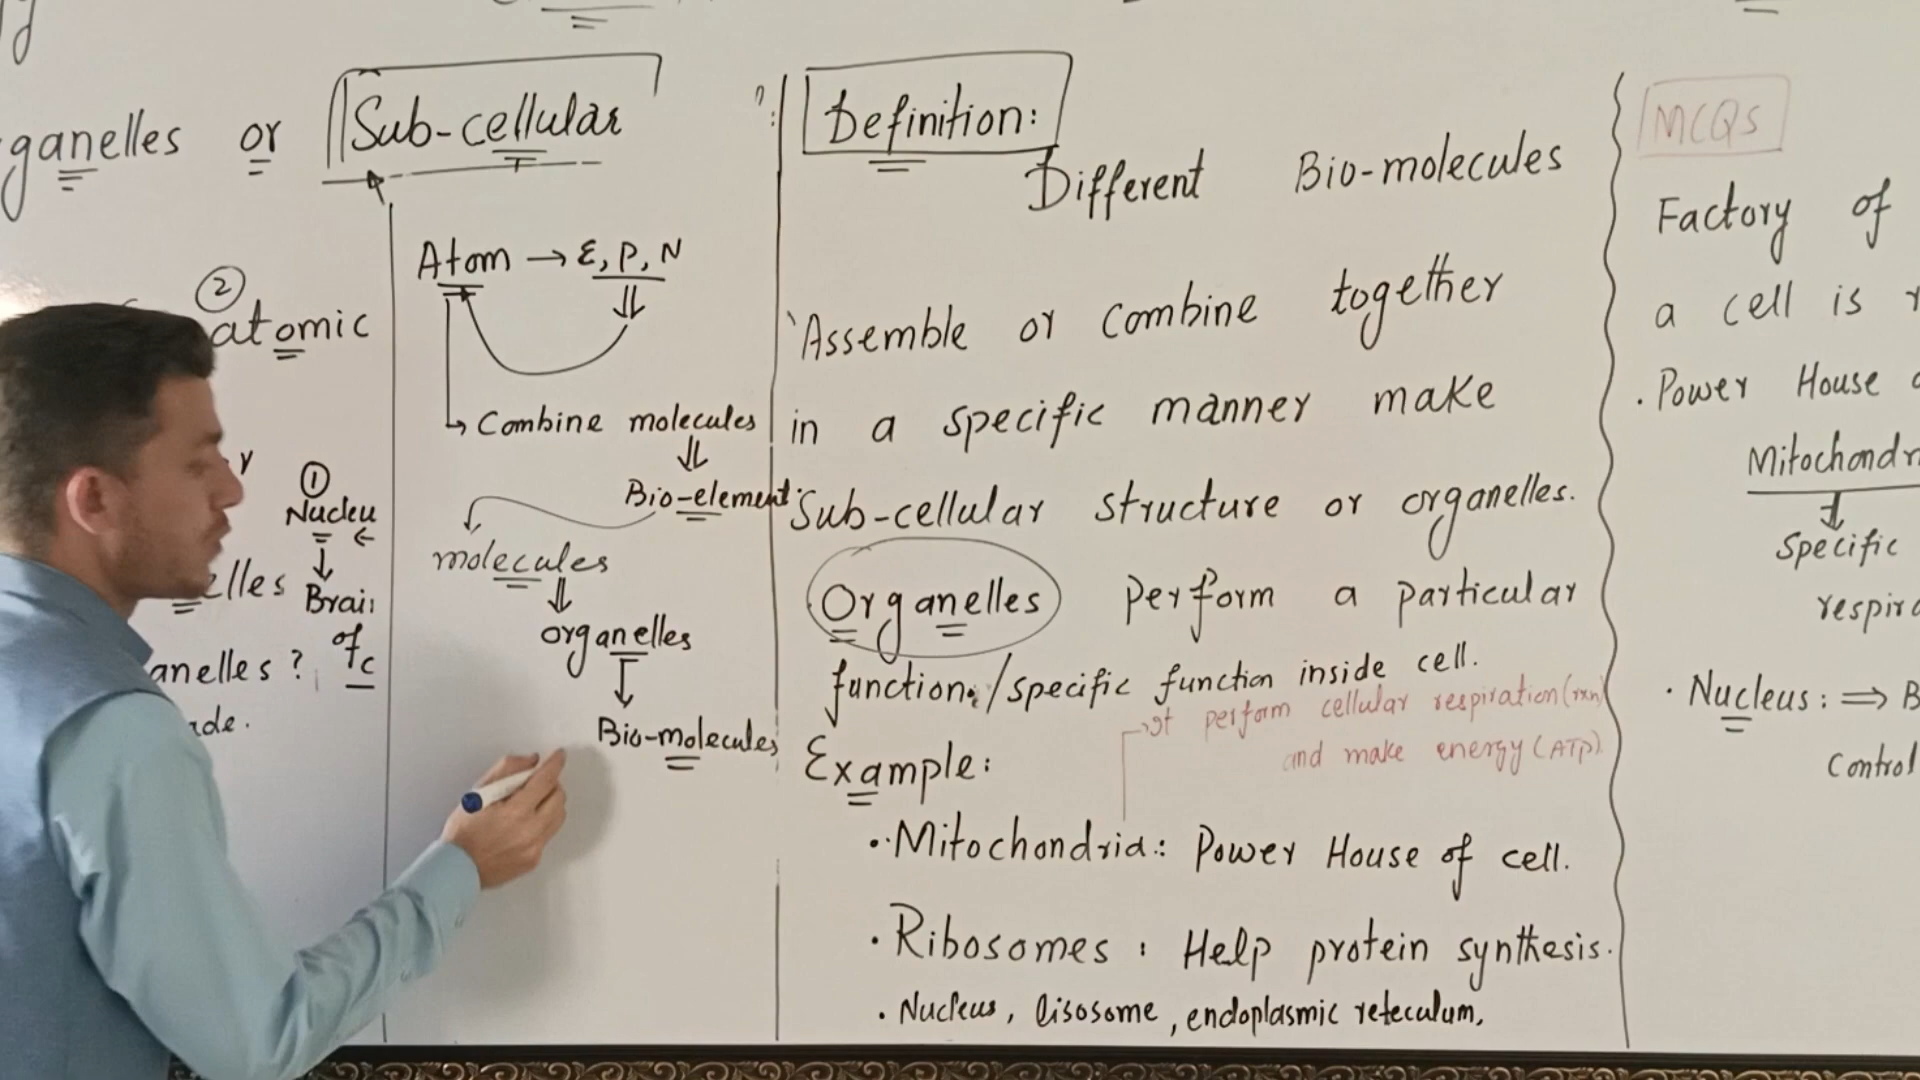 ganelles or Sub-cellular
②
atomic
①
Nucleu
Brai
elles
of c
anelles ?
de.
Atom → E, P, N
Combine molecules
Bio-element
molecules
organelles
Bio-molecules
Definition:
Different Bio-molecules
Assemble or combine together
in a specific manner make
Sub-cellular structure or organelles.
Organelles perform a particular
function. / specific function inside cell.
→ It perform cellular respiration (rxn)
and make energy (ATP).
Example:
• Mitochondria: Power House of cell.
• Ribosomes : Help protein synthesis.
• Nucleus, lisosome, endoplasmic reteculum,
MCQs
Factory of
a cell is
• Power House
Mitochondr
Specific
respir
• Nucleus: ⇒ B
Control